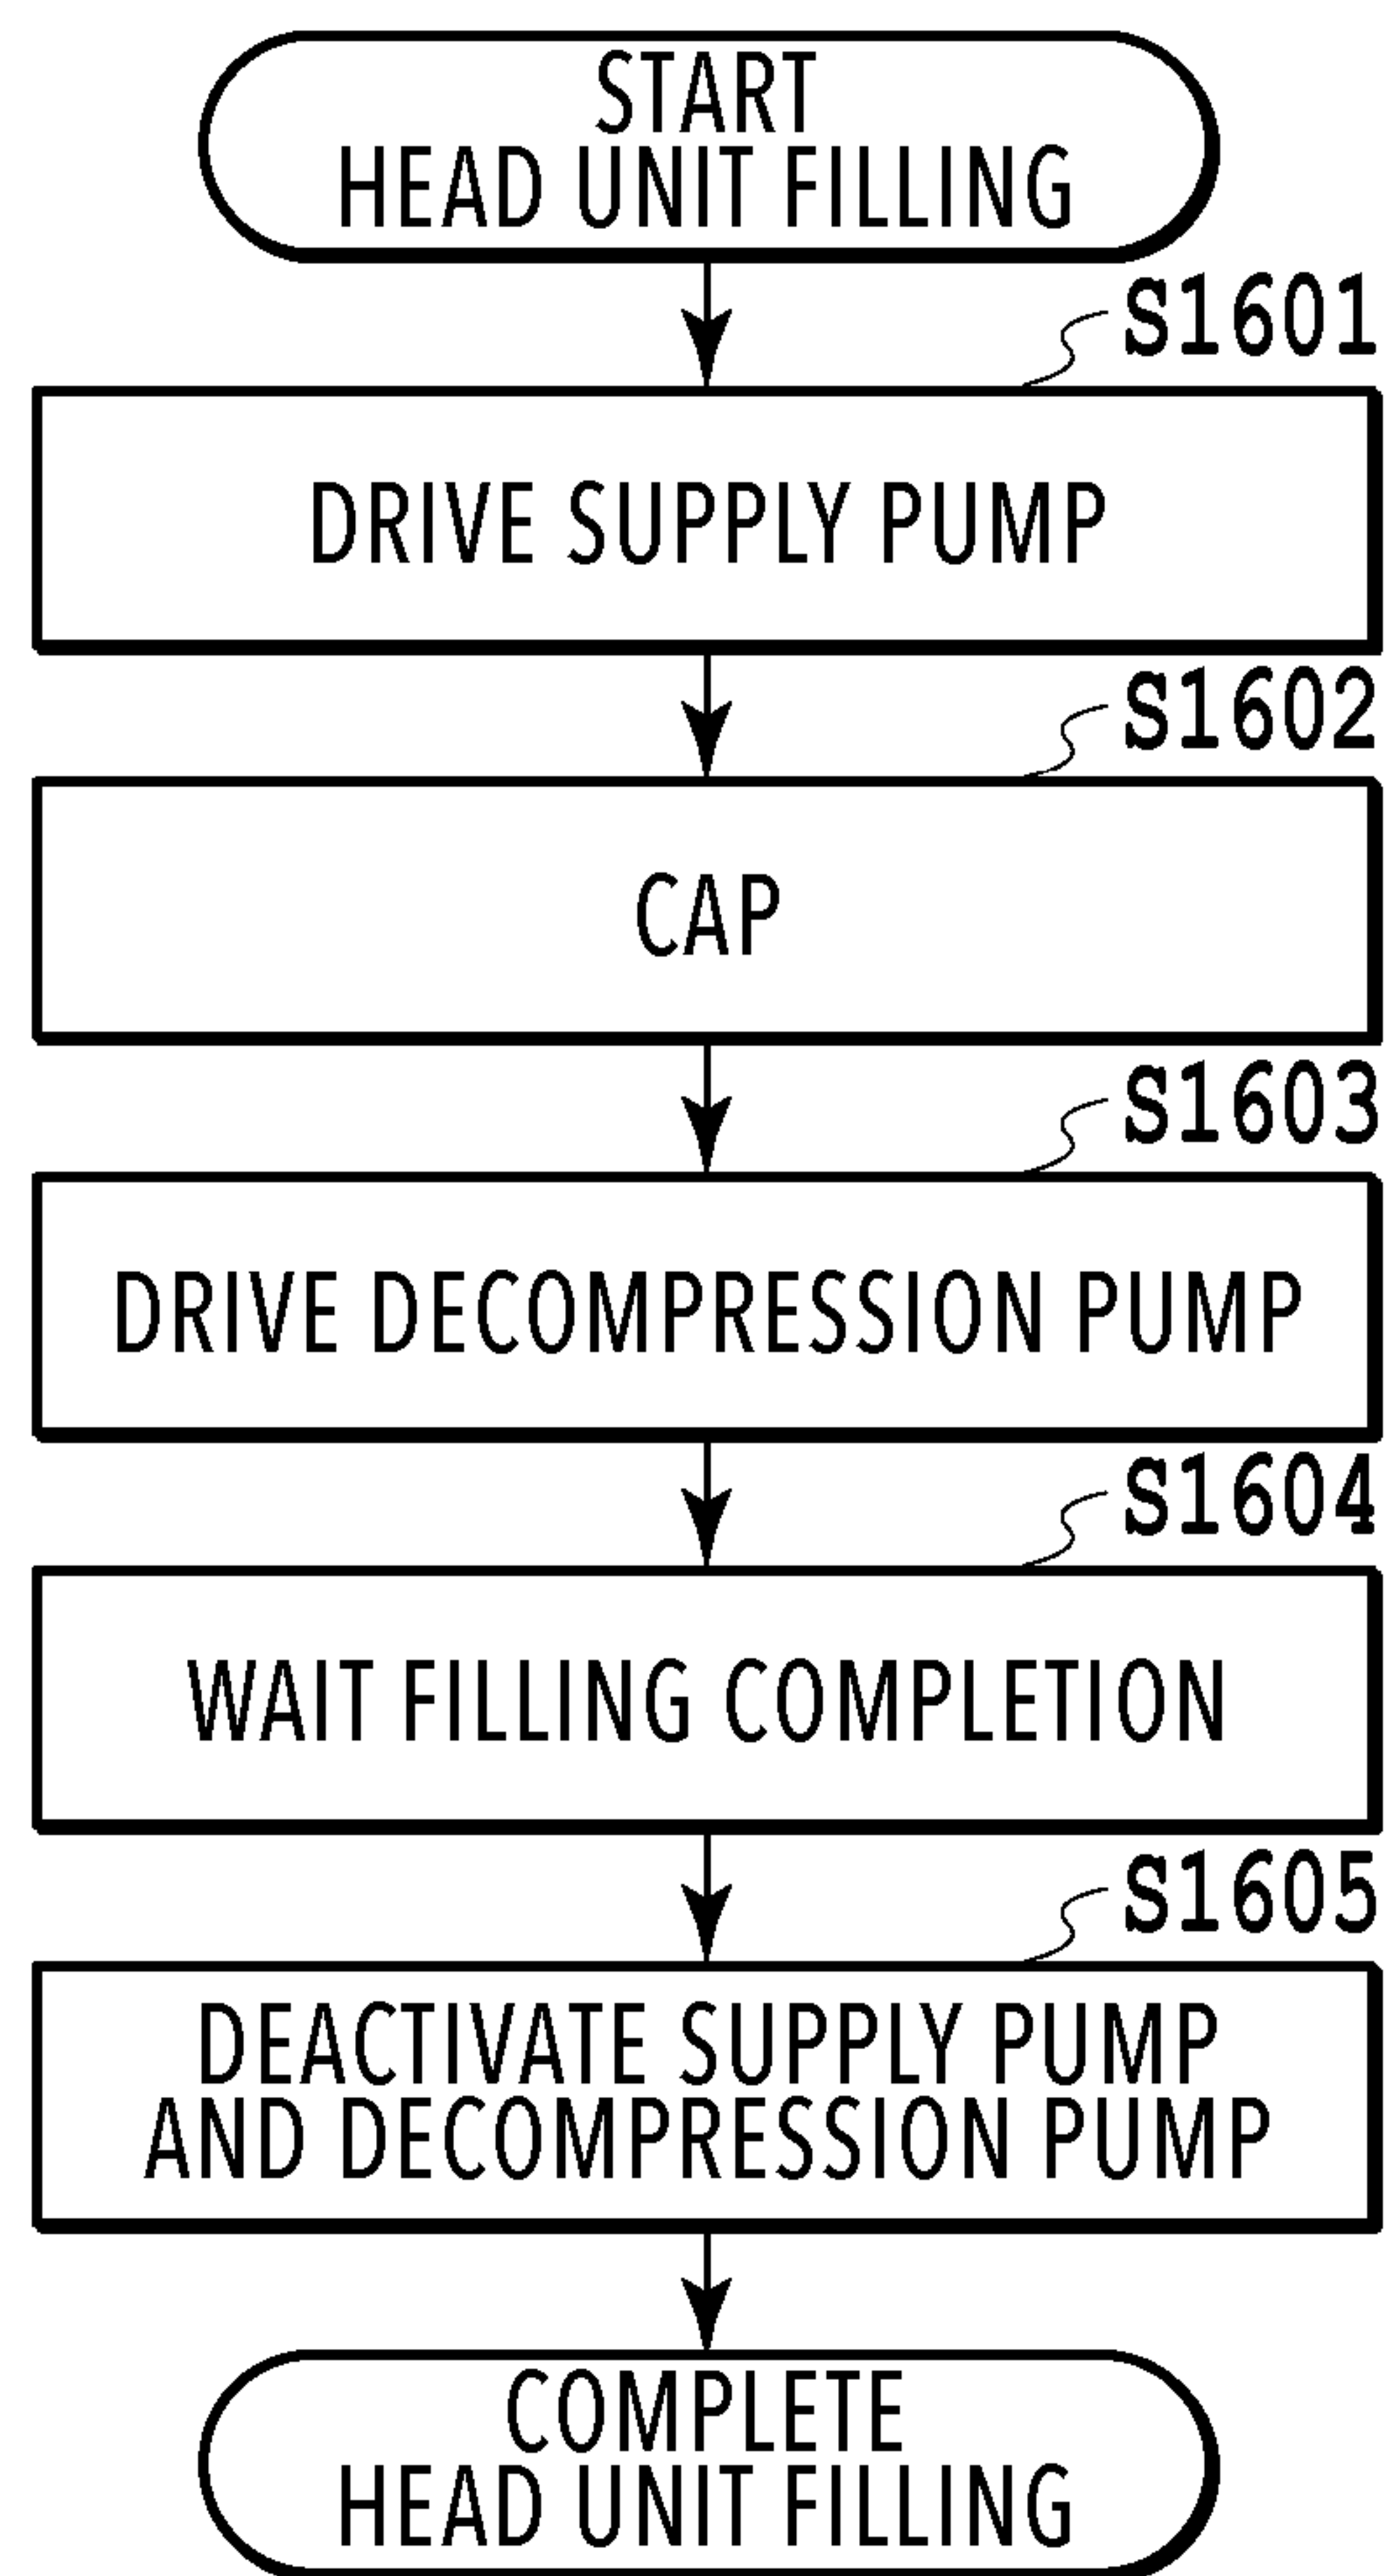 START
HEAD UNIT FILLING
S1601
DRIVE SUPPLY PUMP
S1602
CAP
S1603
DRIVE DECOMPRESSION PUMP
S1604
WAIT FILLING COMPLETION
S1605
DEACTIVATE SUPPLY PUMP
AND DECOMPRESSION PUMP
COMPLETE
HEAD UNIT FILLING